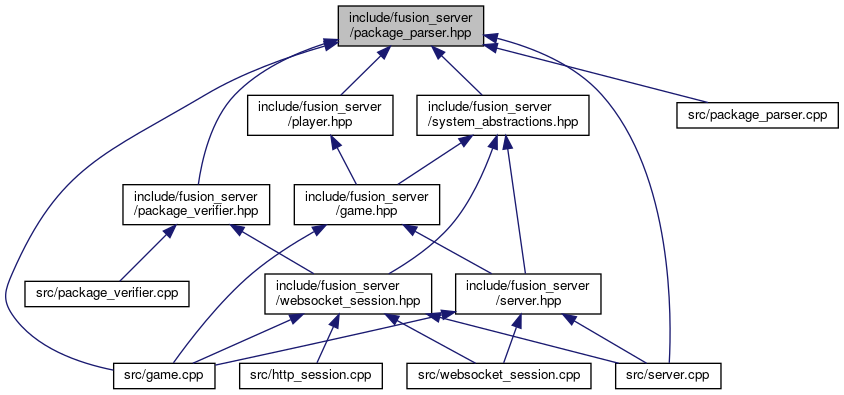 include/fusion_server
/package_parser.hpp
include/fusion_server
/player.hpp
include/fusion_server
/system_abstractions.hpp
src/package_parser.cpp
include/fusion_server
/package_verifier.hpp
include/fusion_server
/game.hpp
src/package_verifier.cpp
include/fusion_server
/websocket_session.hpp
include/fusion_server
/server.hpp
src/game.cpp
src/http_session.cpp
src/websocket_session.cpp
src/server.cpp